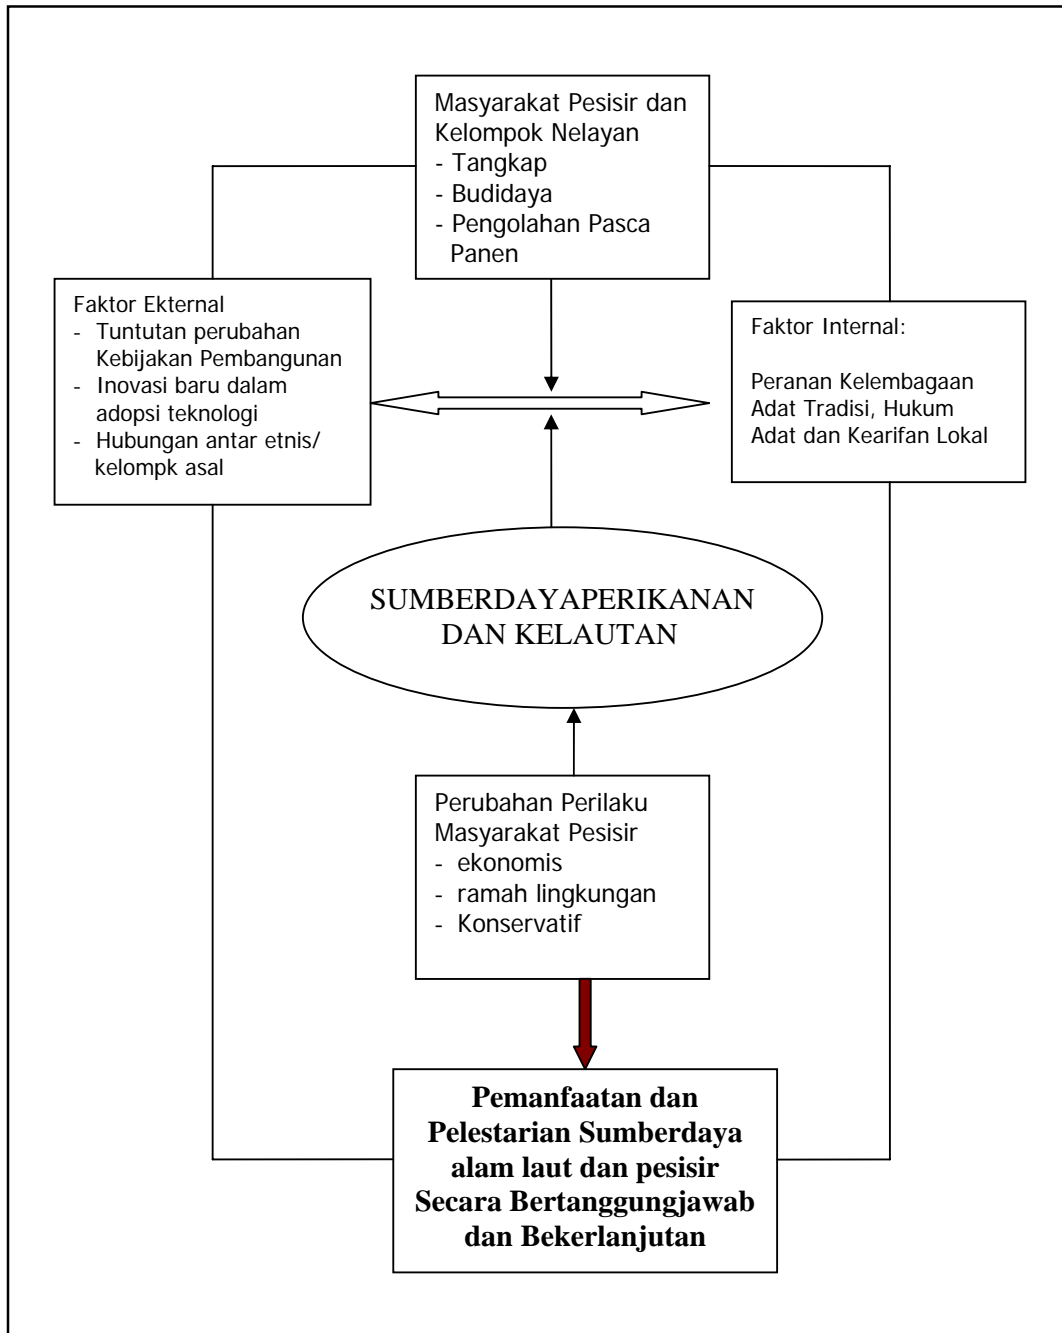 Masyarakat Pesisir dan
Kelompok Nelayan
- Tangkap
- Budidaya
- Pengolahan Pasca
Panen
Faktor Ekternal
- Tuntutan perubahan
Kebijakan Pembangunan
- Inovasi baru dalam
adopsi teknologi
- Hubungan antar etnis/
kelompk asal
Faktor Internal:
Peranan Kelembagaan
Adat Tradisi, Hukum
Adat dan Kearifan Lokal
SUMBERDAYAPERIKANAN
DAN KELAUTAN
Perubahan Perilaku
Masyarakat Pesisir
- ekonomis
- ramah lingkungan
- Konservatif
Pemanfaatan dan
Pelestarian Sumberdaya
alam laut dan pesisir
Secara Bertanggungjawab
dan Bekerlanjutan